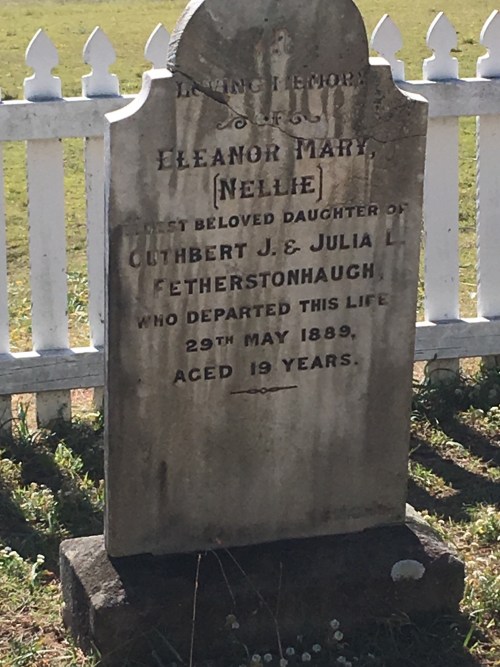 LOVING MEMORY
OF
ELEANOR MARY,
[NELLIE]
BELOVED DAUGHTER OF
CUTHBERT J. & JULIA L.
FETHERSTONHAUGH,
WHO DEPARTED THIS LIFE
29TH MAY 1889,
AGED 19 YEARS.